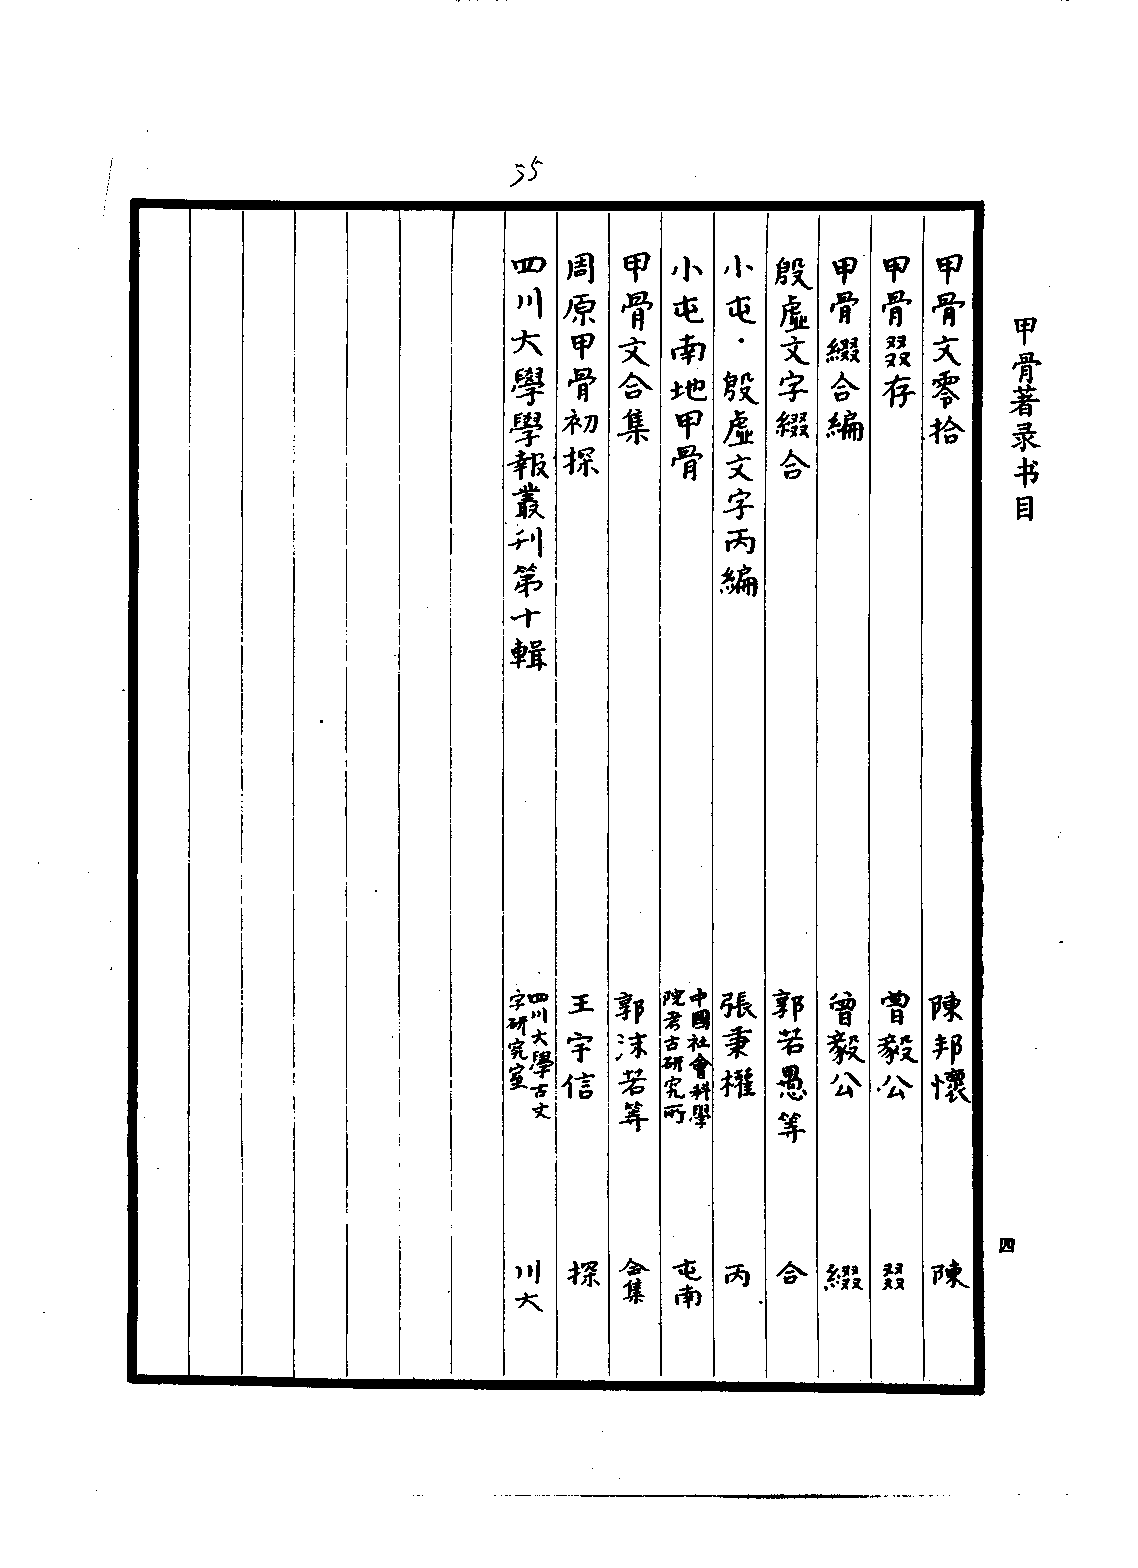 35
甲骨著录书目
四
甲骨文零拾 陳邦懷 陳
甲骨叕存 曾毅公 叕
甲骨綴合編 曾毅公 綴
殷虛文字綴合 郭若愚等 合
小屯·殷虛文字丙編 張秉權 丙
小屯南地甲骨 中國社會科學院考古研究所 屯南
甲骨文合集 郭沫若等 合集
周原甲骨初探 王宇信 探
四川大學學報叢刊第十輯 四川大學古文字研究室 川大